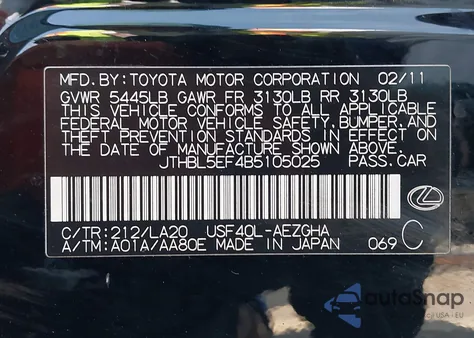 MFD. BY: TOYOTA MOTOR CORPORATION 02/11
GVWR 5445LB GAWR FR 3130LB RR 3130LB
THIS VEHICLE CONFORMS TO ALL APPLICABLE
FEDERAL MOTOR VEHICLE SAFETY, BUMPER, AND
THEFT PREVENTION STANDARDS IN EFFECT ON THE
DATE OF MANUFACTURE SHOWN ABOVE.
JTHBL5EF4B5105025 PASS. CAR
C/TR: 212/LA20 USF40L-AEZGHA
A/TM: A01A/AA80E MADE IN JAPAN 069 C
autoSnap
USA | EU